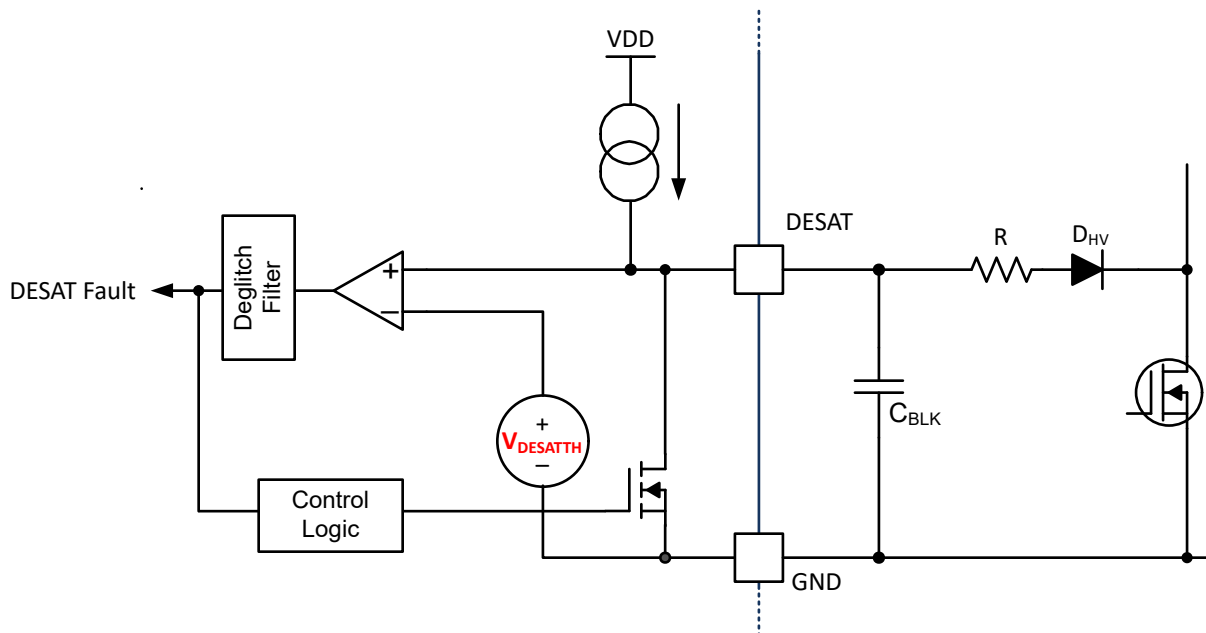 VDD
DESAT
R
D_HV
+
−
Deglitch
Filter
DESAT Fault
+
V_DESATTH
−
C_BLK
Control
Logic
GND